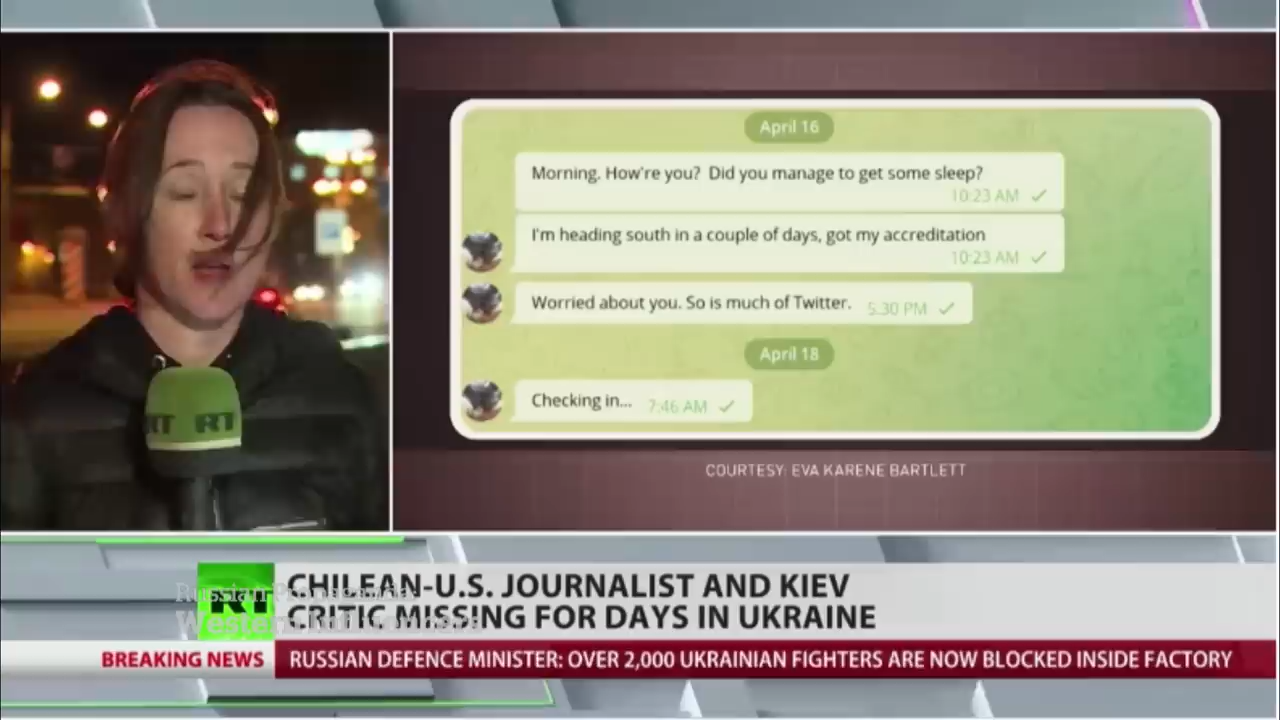 April 16
Morning. How're you? Did you manage to get some sleep?
10:23 AM
I'm heading south in a couple of days, got my accreditation
10:23 AM
Worried about you. So is much of Twitter. 5:30 PM
April 18
Checking in... 7:46 AM
COURTESY: EVA KARENE BARTLETT
RT RT
RT
CHILEAN-U.S. JOURNALIST AND KIEV
CRITIC MISSING FOR DAYS IN UKRAINE
Russian Propaganda:
Western Influencers
BREAKING NEWS RUSSIAN DEFENCE MINISTER: OVER 2,000 UKRAINIAN FIGHTERS ARE NOW BLOCKED INSIDE FACTORY